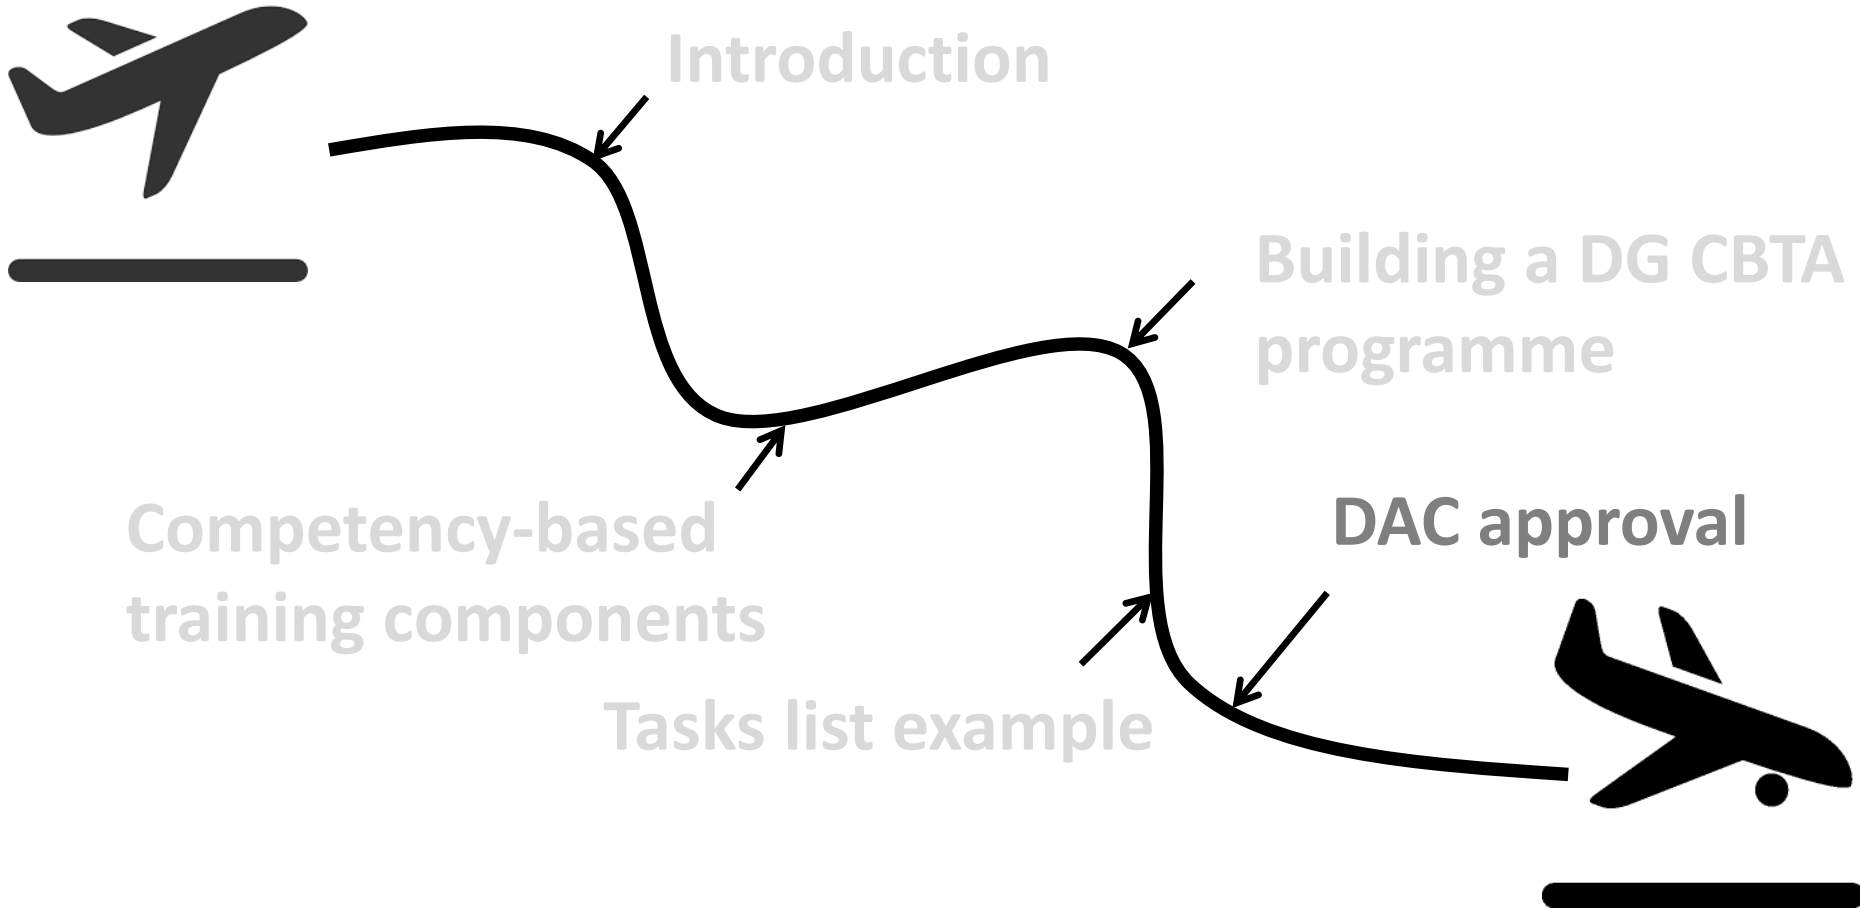 Introduction
Building a DG CBTA
programme
Competency-based
training components
DAC approval
Tasks list example